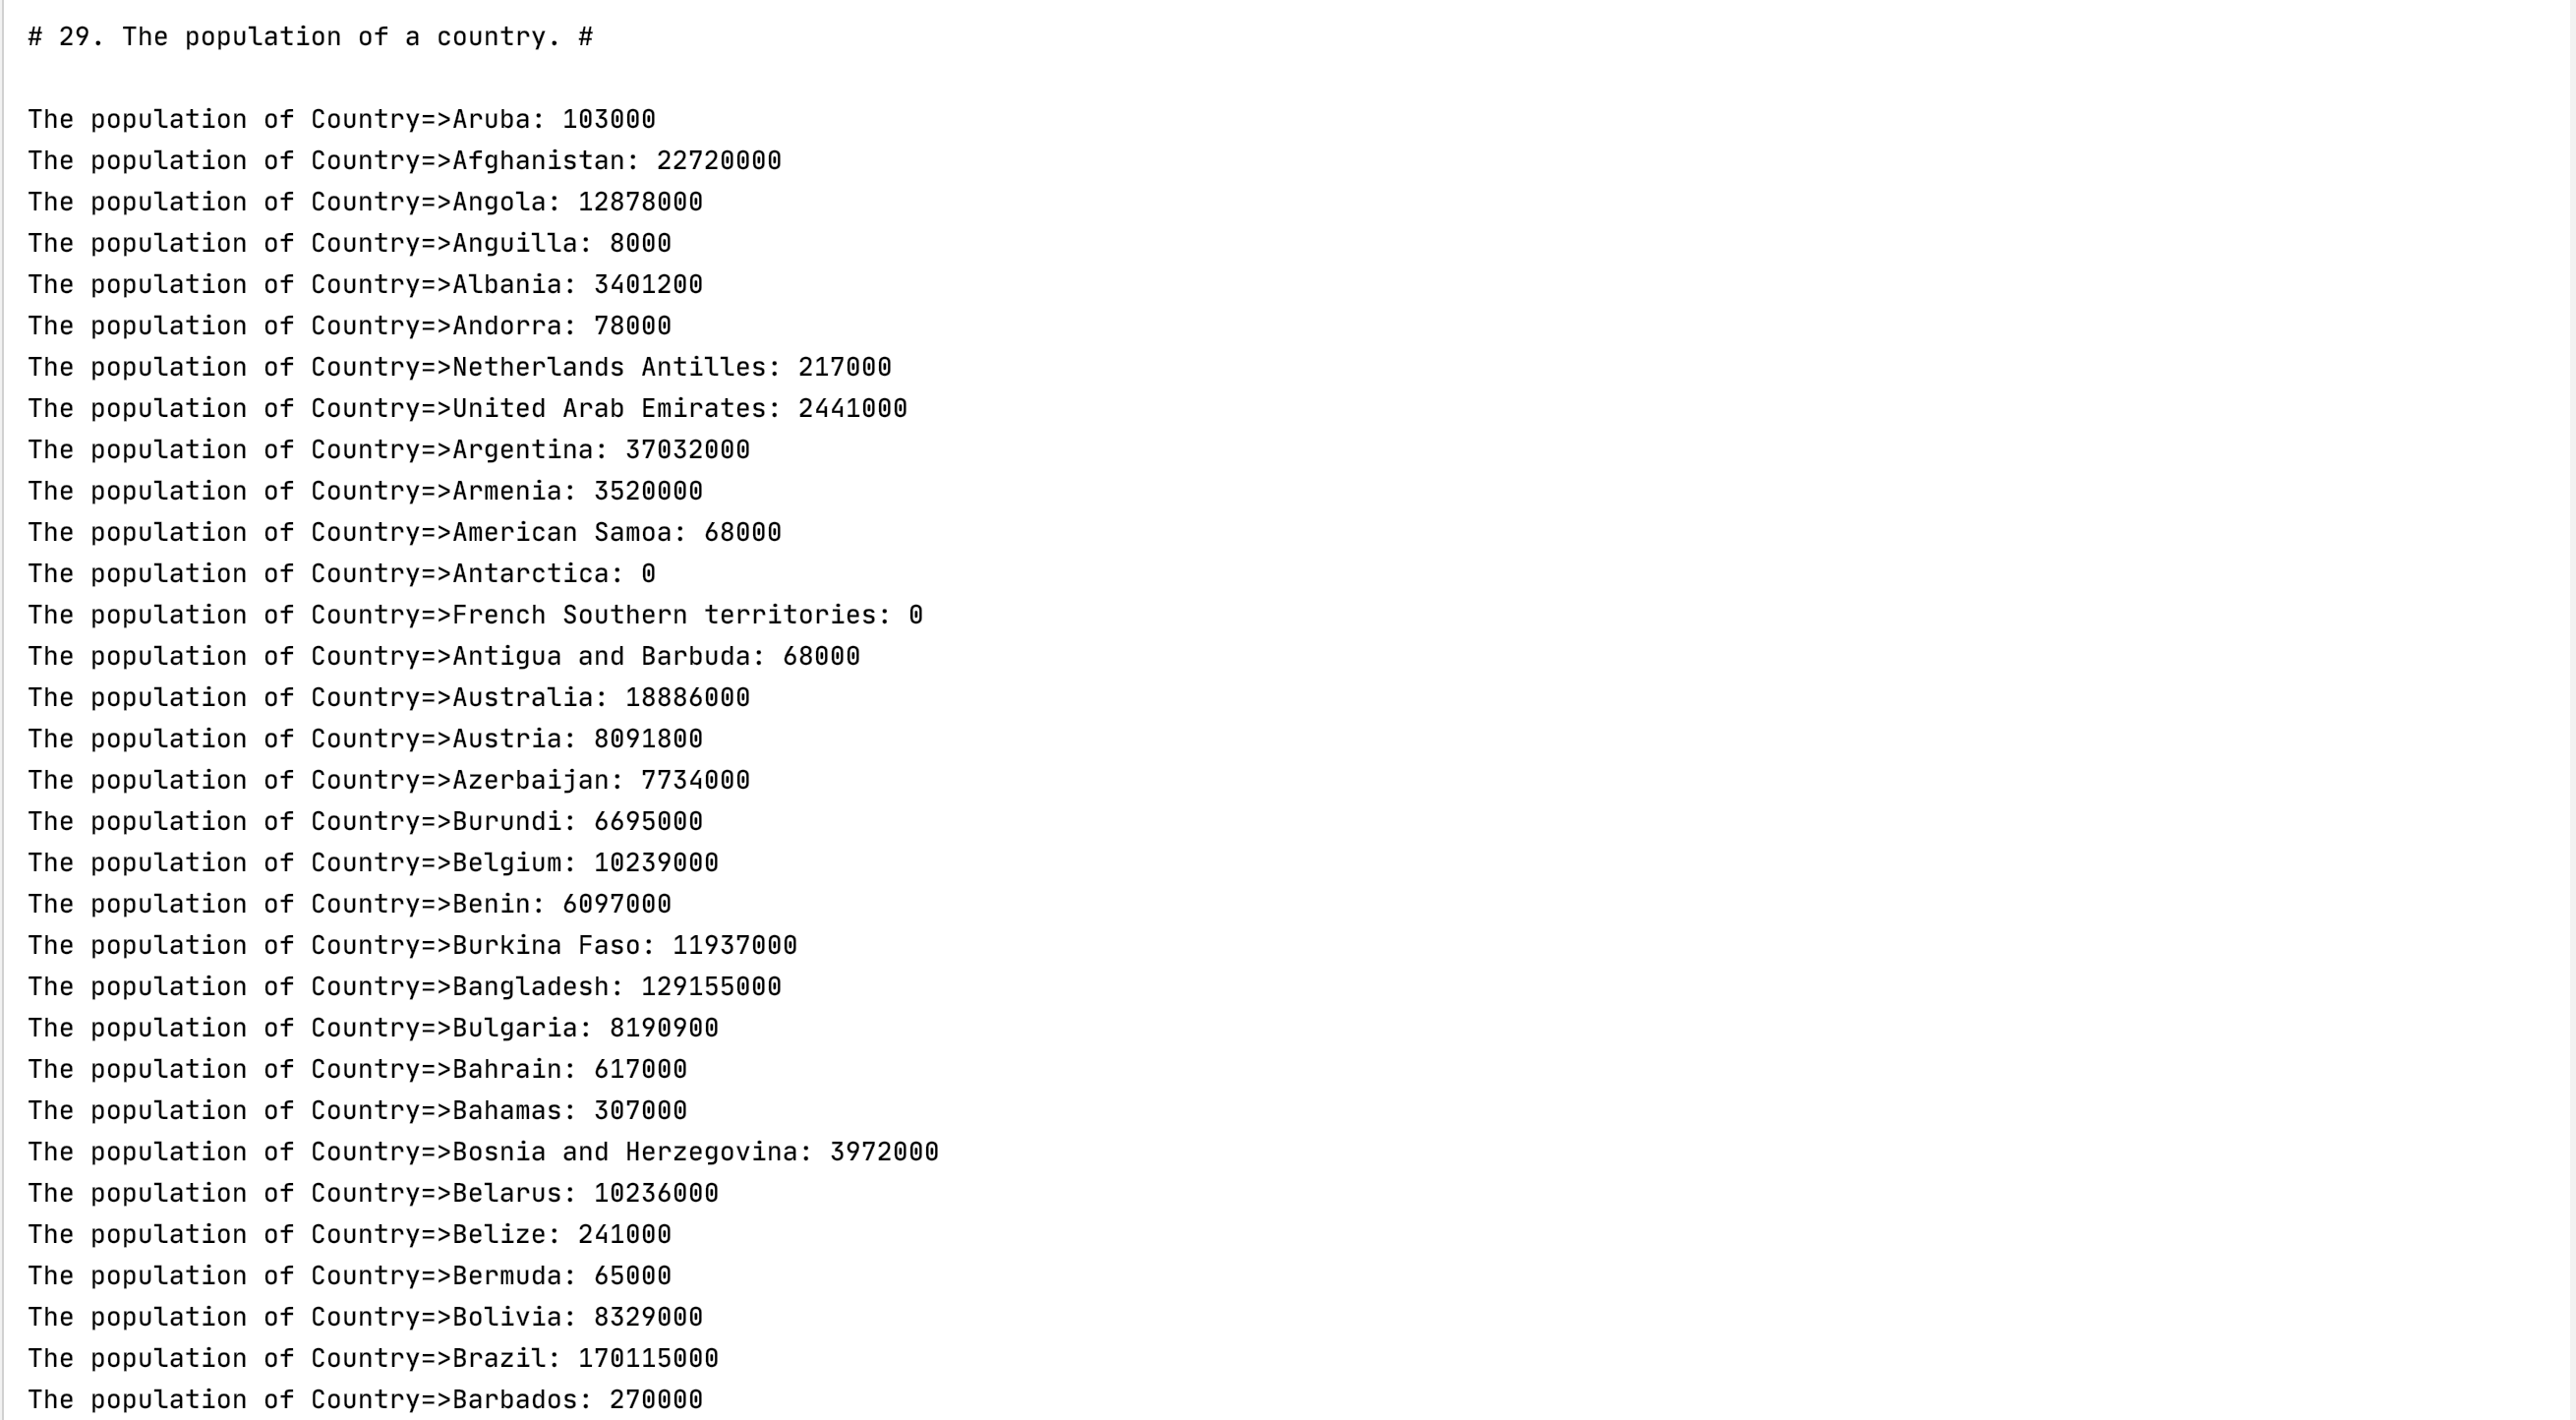 # 29. The population of a country. #
The population of Country=>Aruba: 103000
The population of Country=>Afghanistan: 22720000
The population of Country=>Angola: 12878000
The population of Country=>Anguilla: 8000
The population of Country=>Albania: 3401200
The population of Country=>Andorra: 78000
The population of Country=>Netherlands Antilles: 217000
The population of Country=>United Arab Emirates: 2441000
The population of Country=>Argentina: 37032000
The population of Country=>Armenia: 3520000
The population of Country=>American Samoa: 68000
The population of Country=>Antarctica: 0
The population of Country=>French Southern territories: 0
The population of Country=>Antigua and Barbuda: 68000
The population of Country=>Australia: 18886000
The population of Country=>Austria: 8091800
The population of Country=>Azerbaijan: 7734000
The population of Country=>Burundi: 6695000
The population of Country=>Belgium: 10239000
The population of Country=>Benin: 6097000
The population of Country=>Burkina Faso: 11937000
The population of Country=>Bangladesh: 129155000
The population of Country=>Bulgaria: 8190900
The population of Country=>Bahrain: 617000
The population of Country=>Bahamas: 307000
The population of Country=>Bosnia and Herzegovina: 3972000
The population of Country=>Belarus: 10236000
The population of Country=>Belize: 241000
The population of Country=>Bermuda: 65000
The population of Country=>Bolivia: 8329000
The population of Country=>Brazil: 170115000
The population of Country=>Barbados: 270000